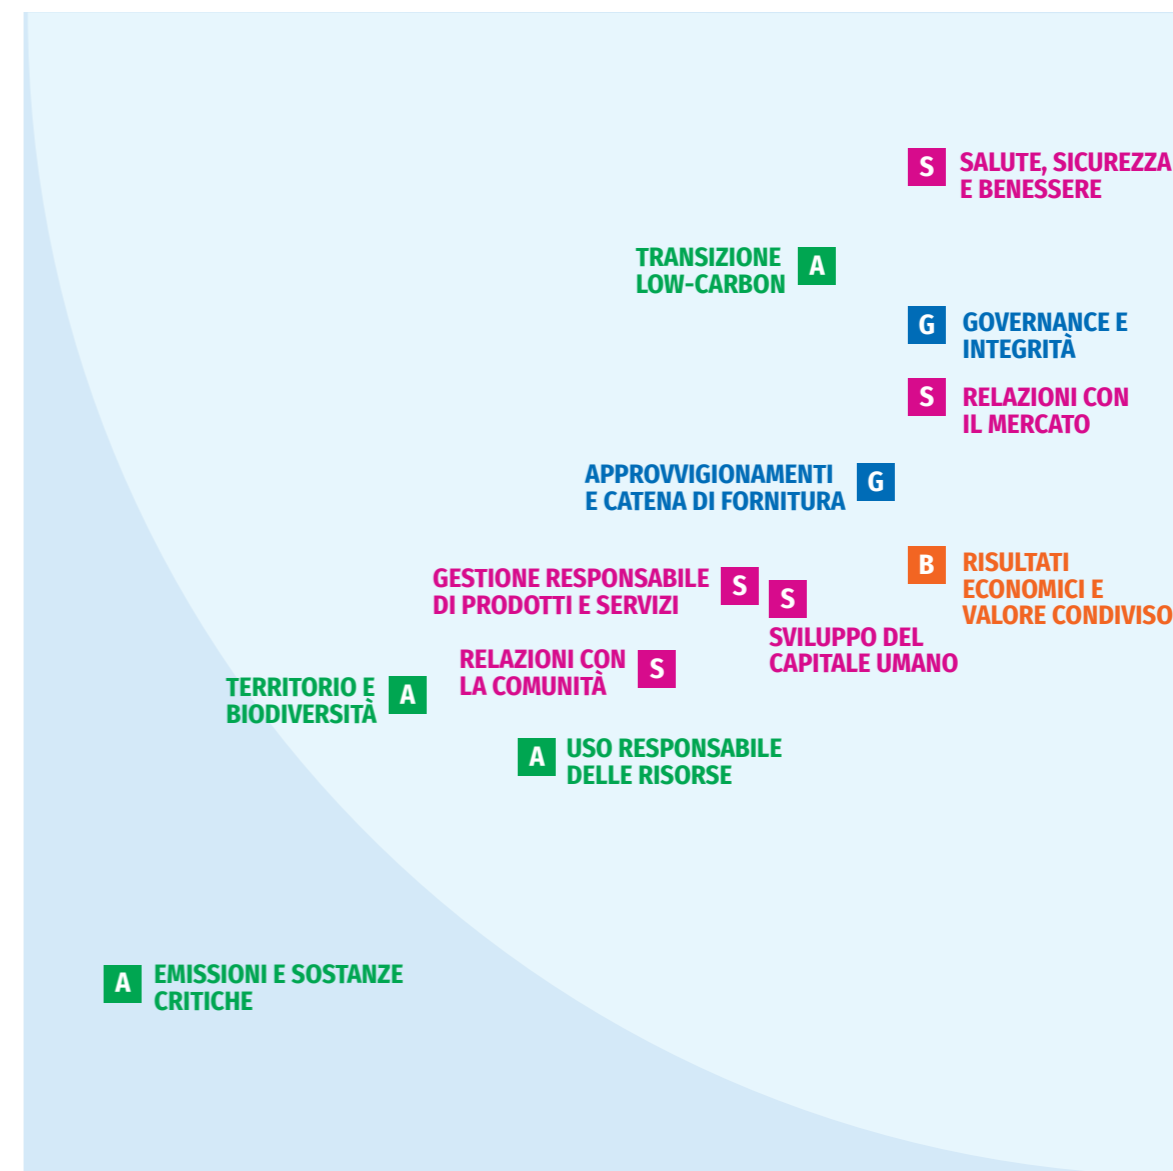 S
SALUTE, SICUREZZA
E BENESSERE
TRANSIZIONE
LOW-CARBON
A
G
GOVERNANCE E
INTEGRITÀ
S
RELAZIONI CON
IL MERCATO
APPROVVIGIONAMENTI
E CATENA DI FORNITURA
G
B
RISULTATI
ECONOMICI E
VALORE CONDIVISO
GESTIONE RESPONSABILE
DI PRODOTTI E SERVIZI
S
S
SVILUPPO DEL
CAPITALE UMANO
RELAZIONI CON
LA COMUNITÀ
S
TERRITORIO E
BIODIVERSITÀ
A
A
USO RESPONSABILE
DELLE RISORSE
A
EMISSIONI E SOSTANZE
CRITICHE